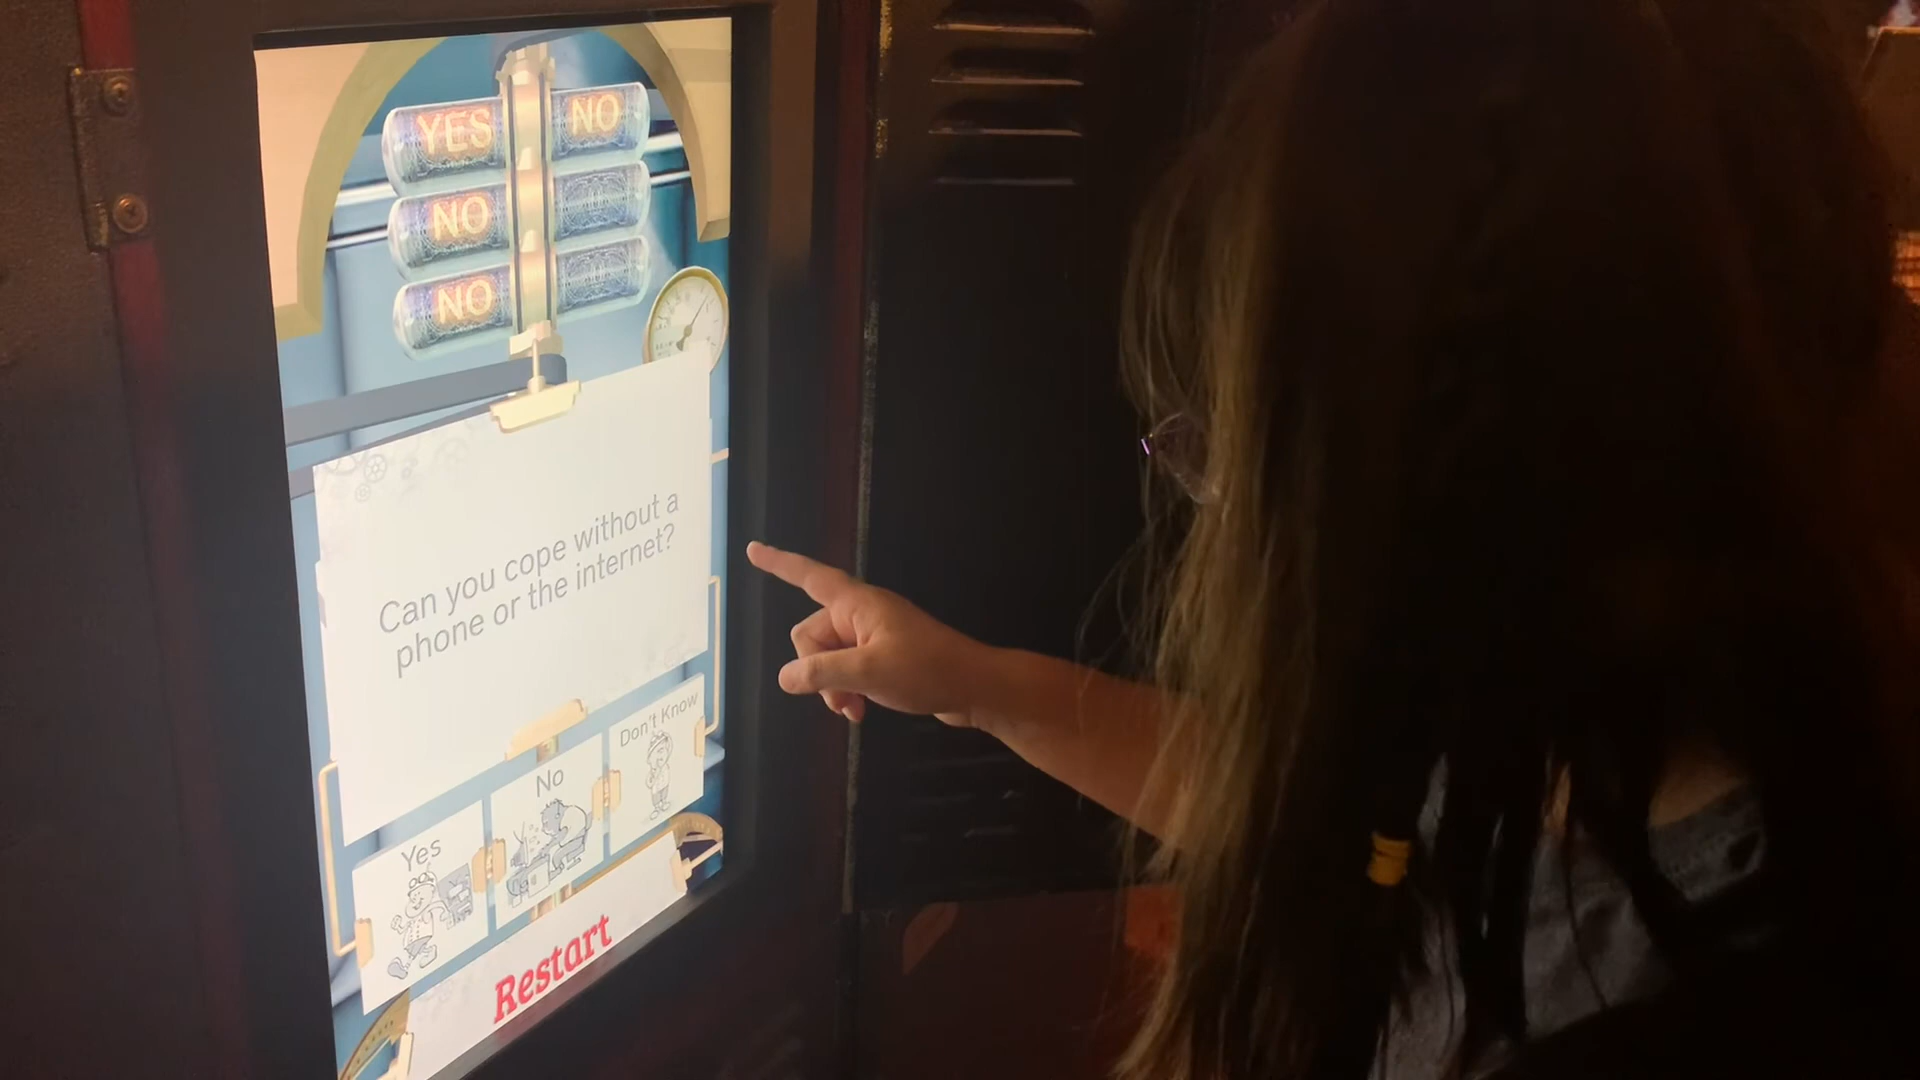 YES NO
NO
NO
Can you cope without a
phone or the internet?
Yes
No
Don't Know
Restart